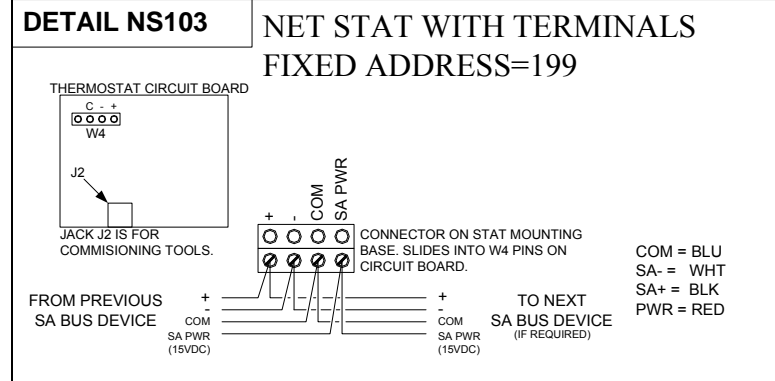 DETAIL NS103
NET STAT WITH TERMINALS
FIXED ADDRESS=199
THERMOSTAT CIRCUIT BOARD
C - +
W4
J2
JACK J2 IS FOR
COMMISIONING TOOLS.
+
-
COM
SA PWR
CONNECTOR ON STAT MOUNTING
BASE. SLIDES INTO W4 PINS ON
CIRCUIT BOARD.
FROM PREVIOUS
SA BUS DEVICE
+
-
COM
SA PWR
(15VDC)
+
-
COM
SA PWR
(15VDC)
TO NEXT
SA BUS DEVICE
(IF REQUIRED)
COM = BLU
SA- = WHT
SA+ = BLK
PWR = RED